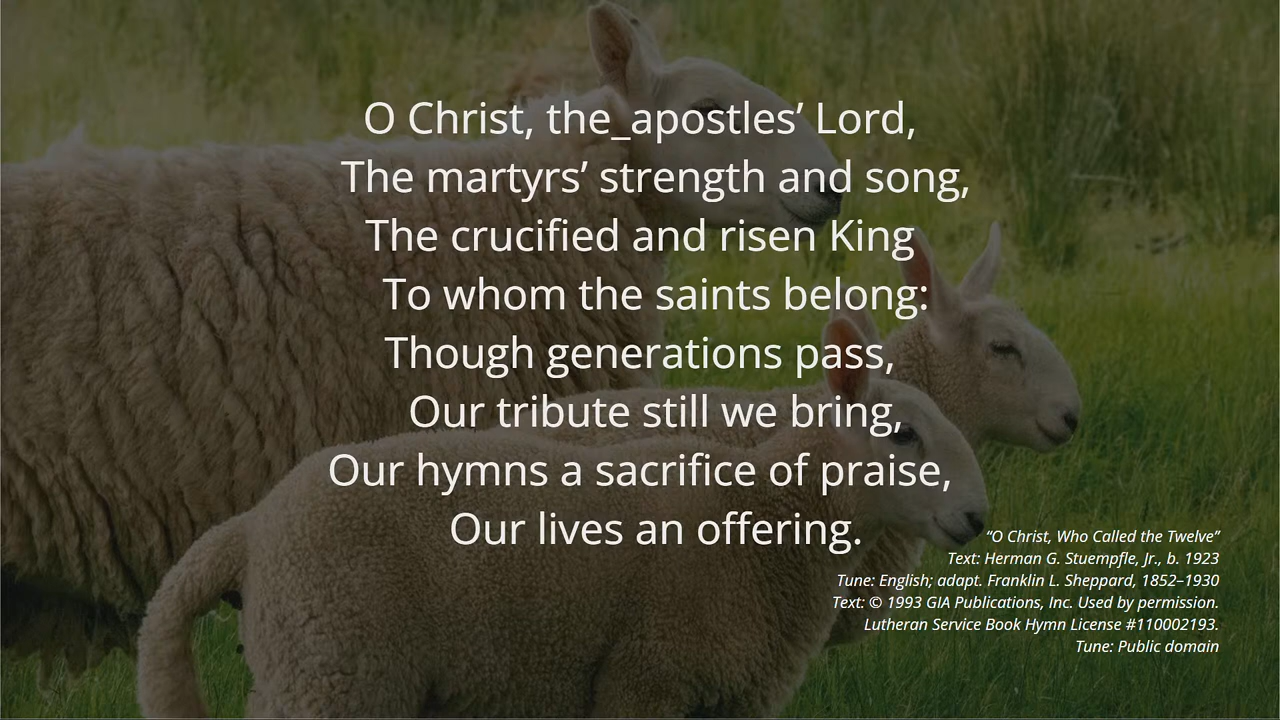 O Christ, the_apostles’ Lord,
The martyrs’ strength and song,
The crucified and risen King
To whom the saints belong:
Though generations pass,
Our tribute still we bring,
Our hymns a sacrifice of praise,
Our lives an offering.
“O Christ, Who Called the Twelve”
Text: Herman G. Stuempfle, Jr., b. 1923
Tune: English; adapt. Franklin L. Sheppard, 1852–1930
Text: © 1993 GIA Publications, Inc. Used by permission.
Lutheran Service Book Hymn License #110002193.
Tune: Public domain